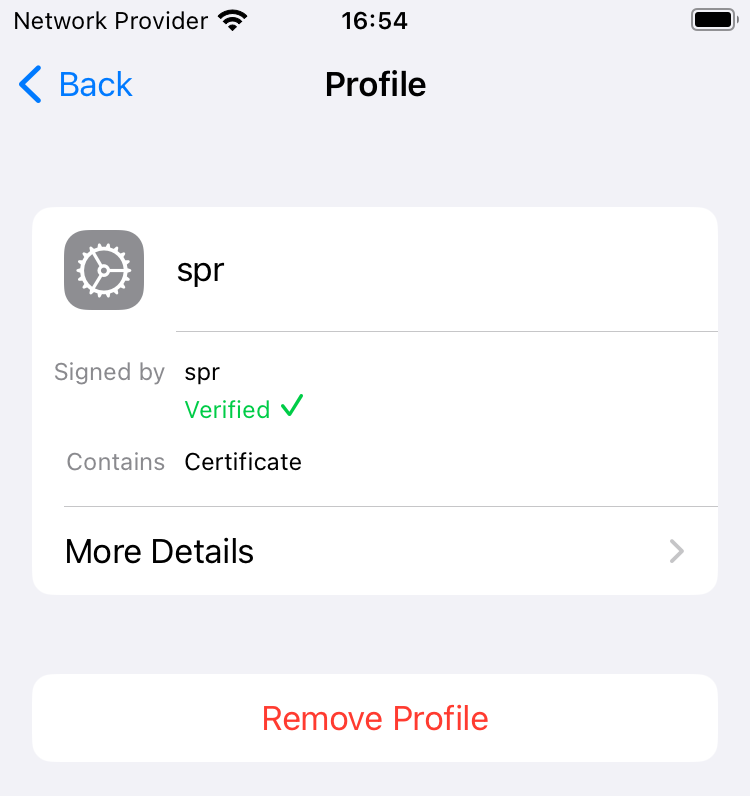 Network Provider 16:54
Back Profile
spr
Signed by spr
Verified
Contains Certificate
More Details
Remove Profile